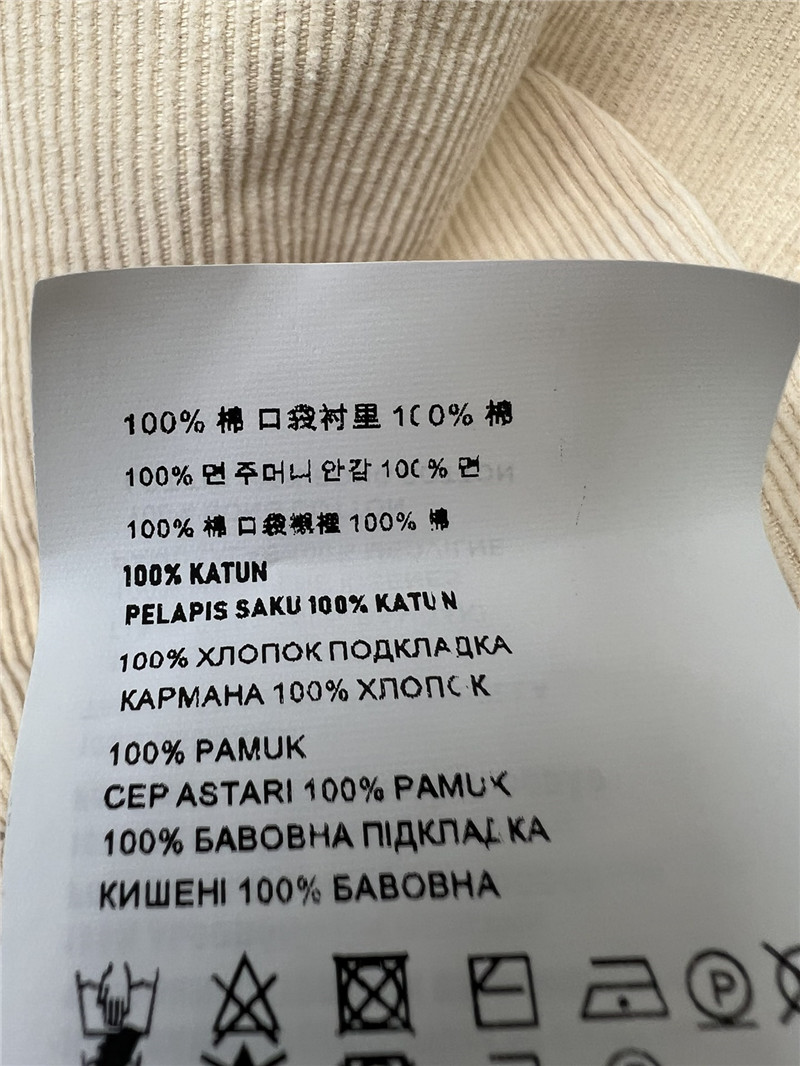 100% 棉 口袋衬里 100% 棉
100% 면 주머니 안감 100% 면
100% 棉 口袋襯裡 100% 棉
100% KATUN
PELAPIS SAKU 100% KATUN
100% ХЛОПОК ПОДКЛАДКА
КАРМАНА 100% ХЛОПОК
100% PAMUK
CEP ASTARI 100% PAMUK
100% БАВОВНА ПІДКЛАДКА
КИШЕНІ 100% БАВОВНА
P